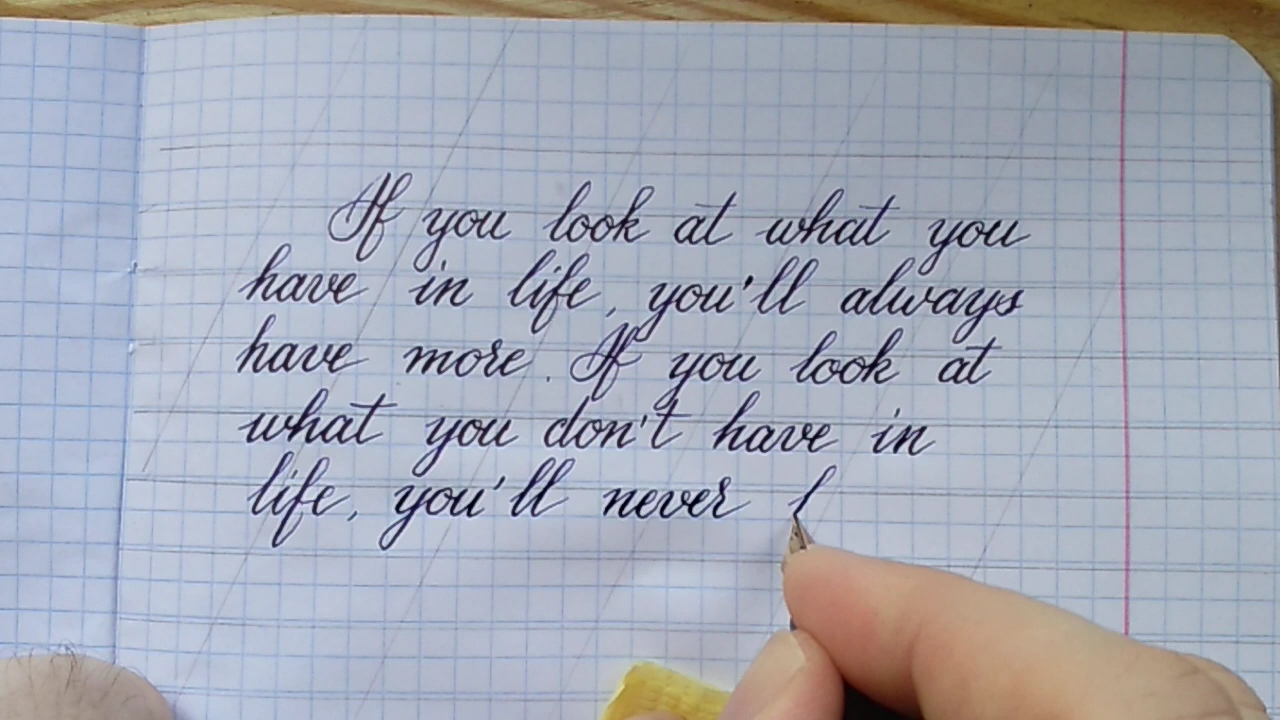 If you look at what you
have in life, you'll always
have more. If you look at
what you don't have in
life, you'll never